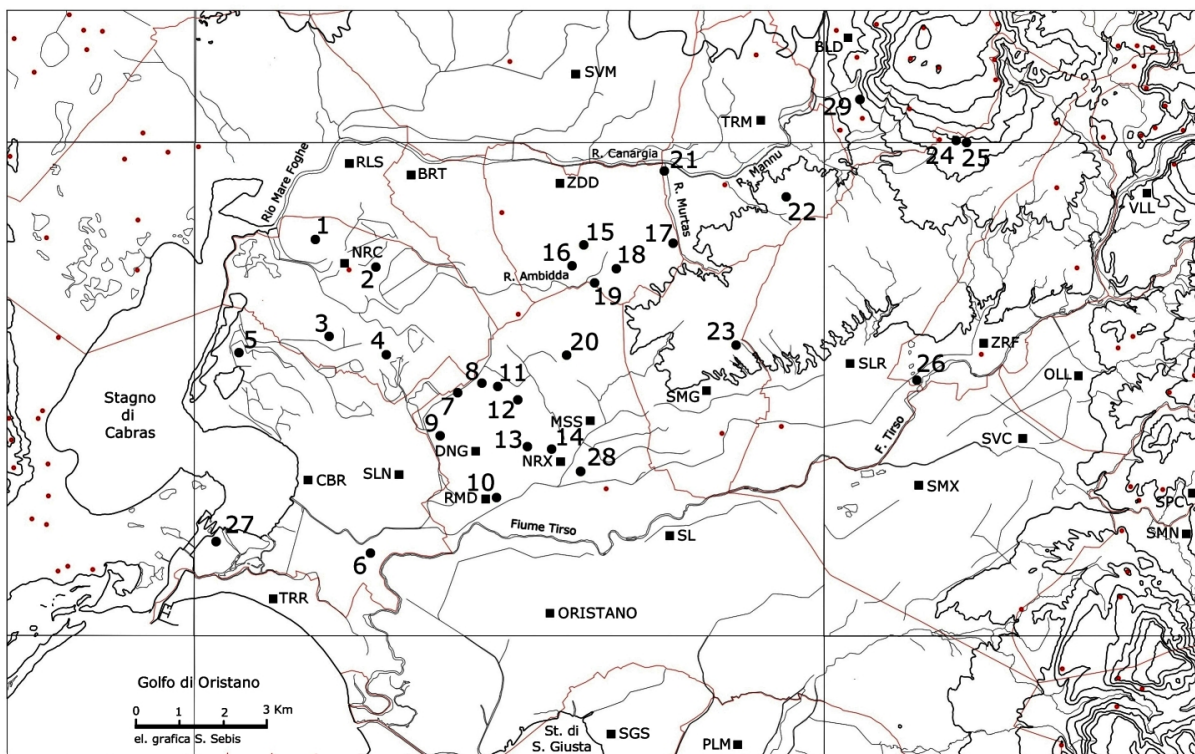 BLD
SVM
29
TRM
24
25
R. Canargia
21
R. Mannu
RLS
BRT
ZDD
Rio Mare Foghe
R. Murtas
22
VLL
1
NRC
2
15
16
17
18
R. Ambidda
19
3
4
5
20
23
ZRF
8
11
SLR
26
OLL
7
12
SMG
Stagno
di
Cabras
MSS
F. Tirso
9
DNG
13
14
NRX
28
SVC
CBR
SLN
10
RMD
SMX
SPC
27
Fiume Tirso
SL
SMN
6
TRR
ORISTANO
Golfo di Oristano
0 1 2 3 Km
el. grafica S. Sebis
St. di
S. Giusta
SGS
PLM